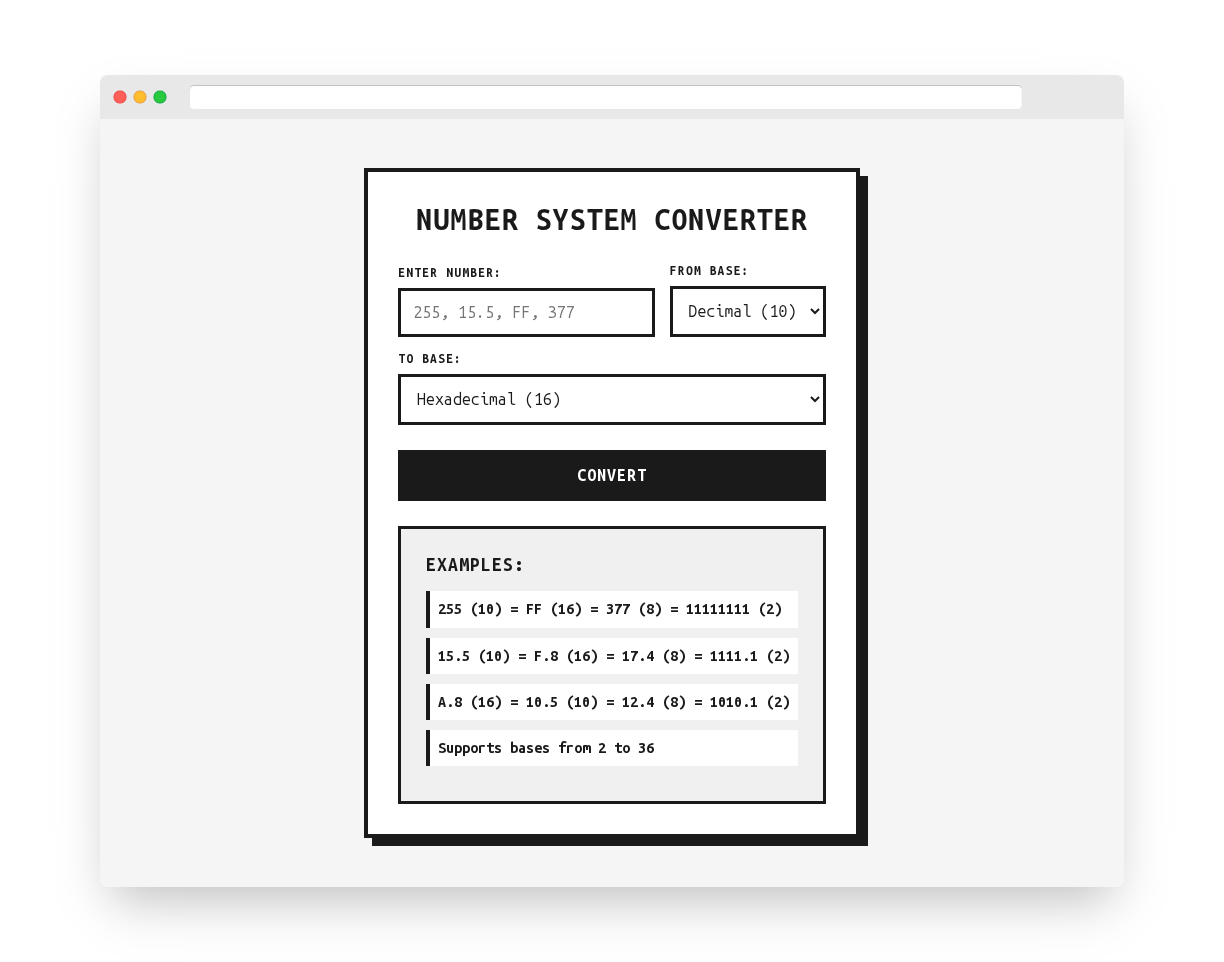 NUMBER SYSTEM CONVERTER
ENTER NUMBER:
FROM BASE:
255, 15.5, FF, 377
Decimal (10)
TO BASE:
Hexadecimal (16)
CONVERT
EXAMPLES:
255 (10) = FF (16) = 377 (8) = 11111111 (2)
15.5 (10) = F.8 (16) = 17.4 (8) = 1111.1 (2)
A.8 (16) = 10.5 (10) = 12.4 (8) = 1010.1 (2)
Supports bases from 2 to 36